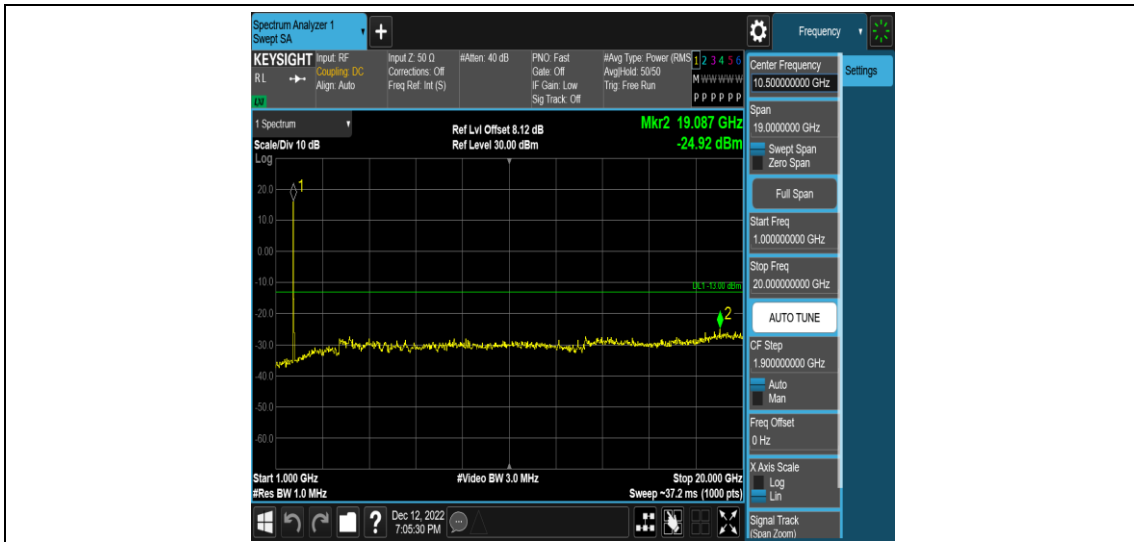 Spectrum Analyzer 1
Swept SA
+
Frequency
KEYSIGHT
RL
LXI
Input: RF
Coupling: DC
Align: Auto
Input Z: 50 Ω
Corrections: Off
Freq Ref: Int (S)
#Atten: 40 dB
PNO: Fast
Gate: Off
IF Gain: Low
Sig Track: Off
#Avg Type: Power (RMS
Avg|Hold: 50/50
Trig: Free Run
1 2 3 4 5 6
M W W W W W
P P P P P P
1 Spectrum
Scale/Div 10 dB
Log
Ref Lvl Offset 8.12 dB
Ref Level 30.00 dBm
Mkr2 19.087 GHz
-24.92 dBm
20.0
10.0
0.00
-10.0
-20.0
-30.0
-40.0
-50.0
-60.0
1
DL1 -13.00 dBm
2
Start 1.000 GHz
#Res BW 1.0 MHz
#Video BW 3.0 MHz
Stop 20.000 GHz
Sweep ~37.2 ms (1000 pts)
Center Frequency
10.500000000 GHz
Settings
Span
19.0000000 GHz
Swept Span
Zero Span
Full Span
Start Freq
1.000000000 GHz
Stop Freq
20.000000000 GHz
AUTO TUNE
CF Step
1.900000000 GHz
Auto
Man
Freq Offset
0 Hz
X Axis Scale
Log
Lin
Signal Track
(Span Zoom)
?
Dec 12, 2022
7:05:30 PM